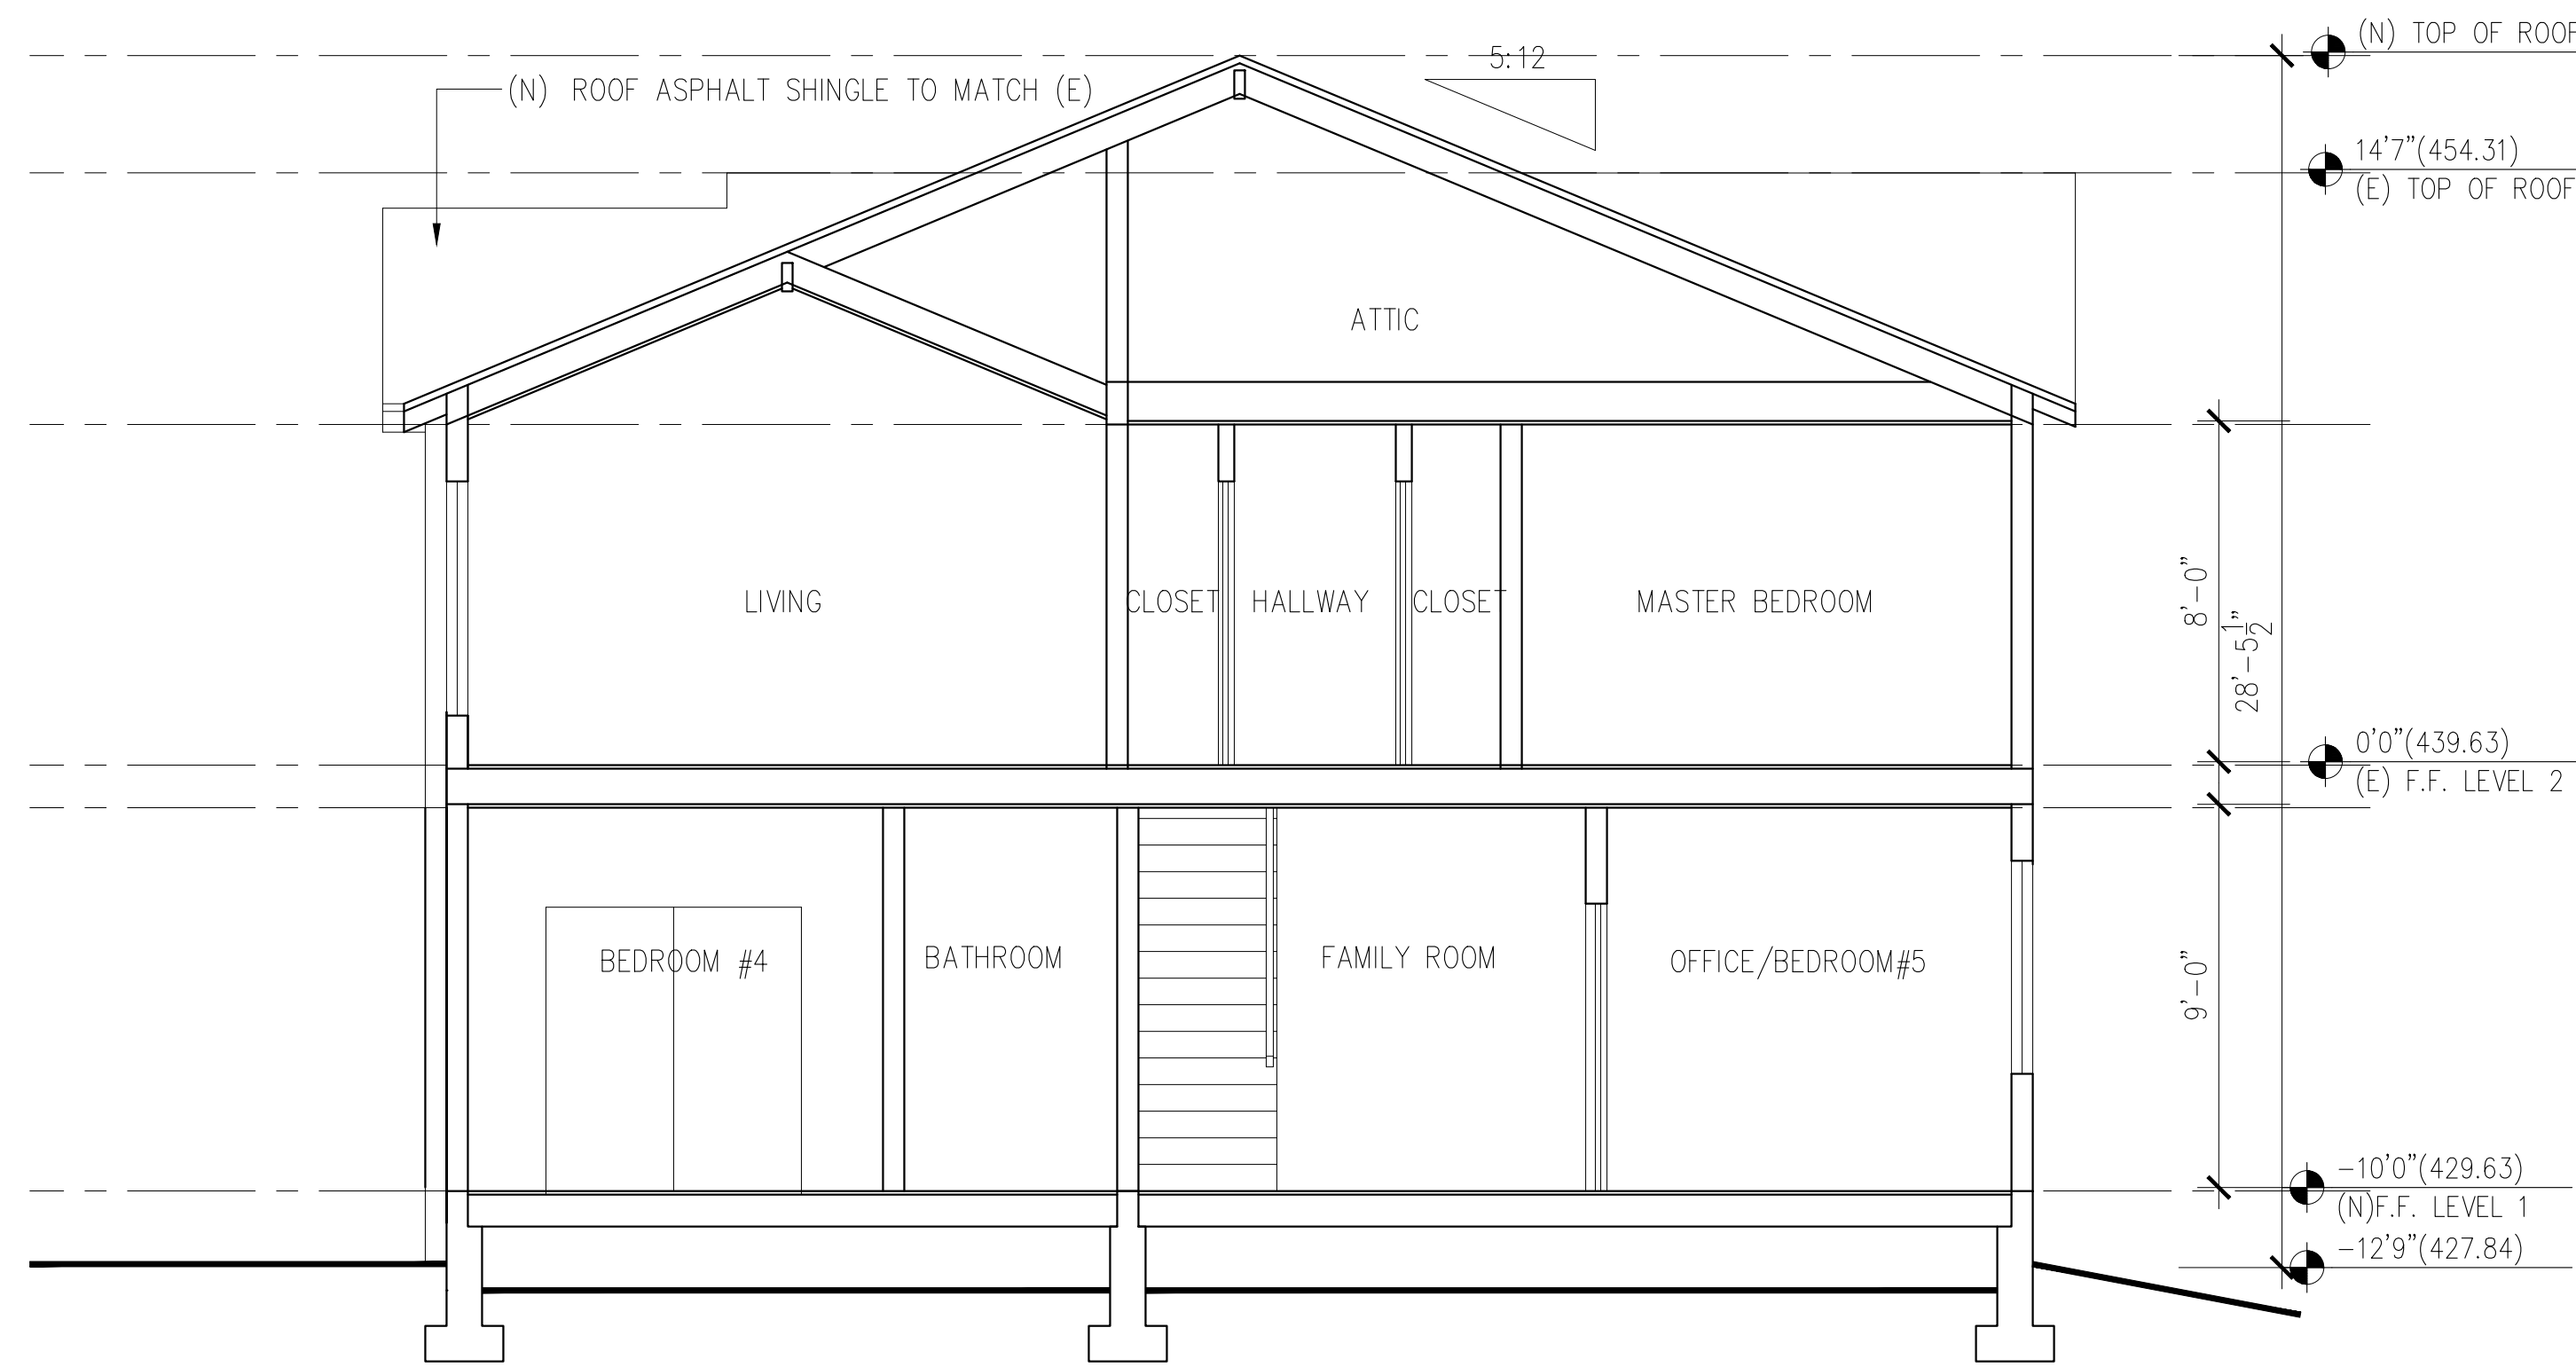 (N) TOP OF ROOF
5:12
(N) ROOF ASPHALT SHINGLE TO MATCH (E)
14'7"(454.31)
(E) TOP OF ROOF
ATTIC
8'-0"
28'-5 1/2"
LIVING
CLOSET
HALLWAY
CLOSET
MASTER BEDROOM
0'0"(439.63)
(E) F.F. LEVEL 2
BEDROOM #4
BATHROOM
FAMILY ROOM
OFFICE/BEDROOM#5
9'-0"
-10'0"(429.63)
(N)F.F. LEVEL 1
-12'9"(427.84)